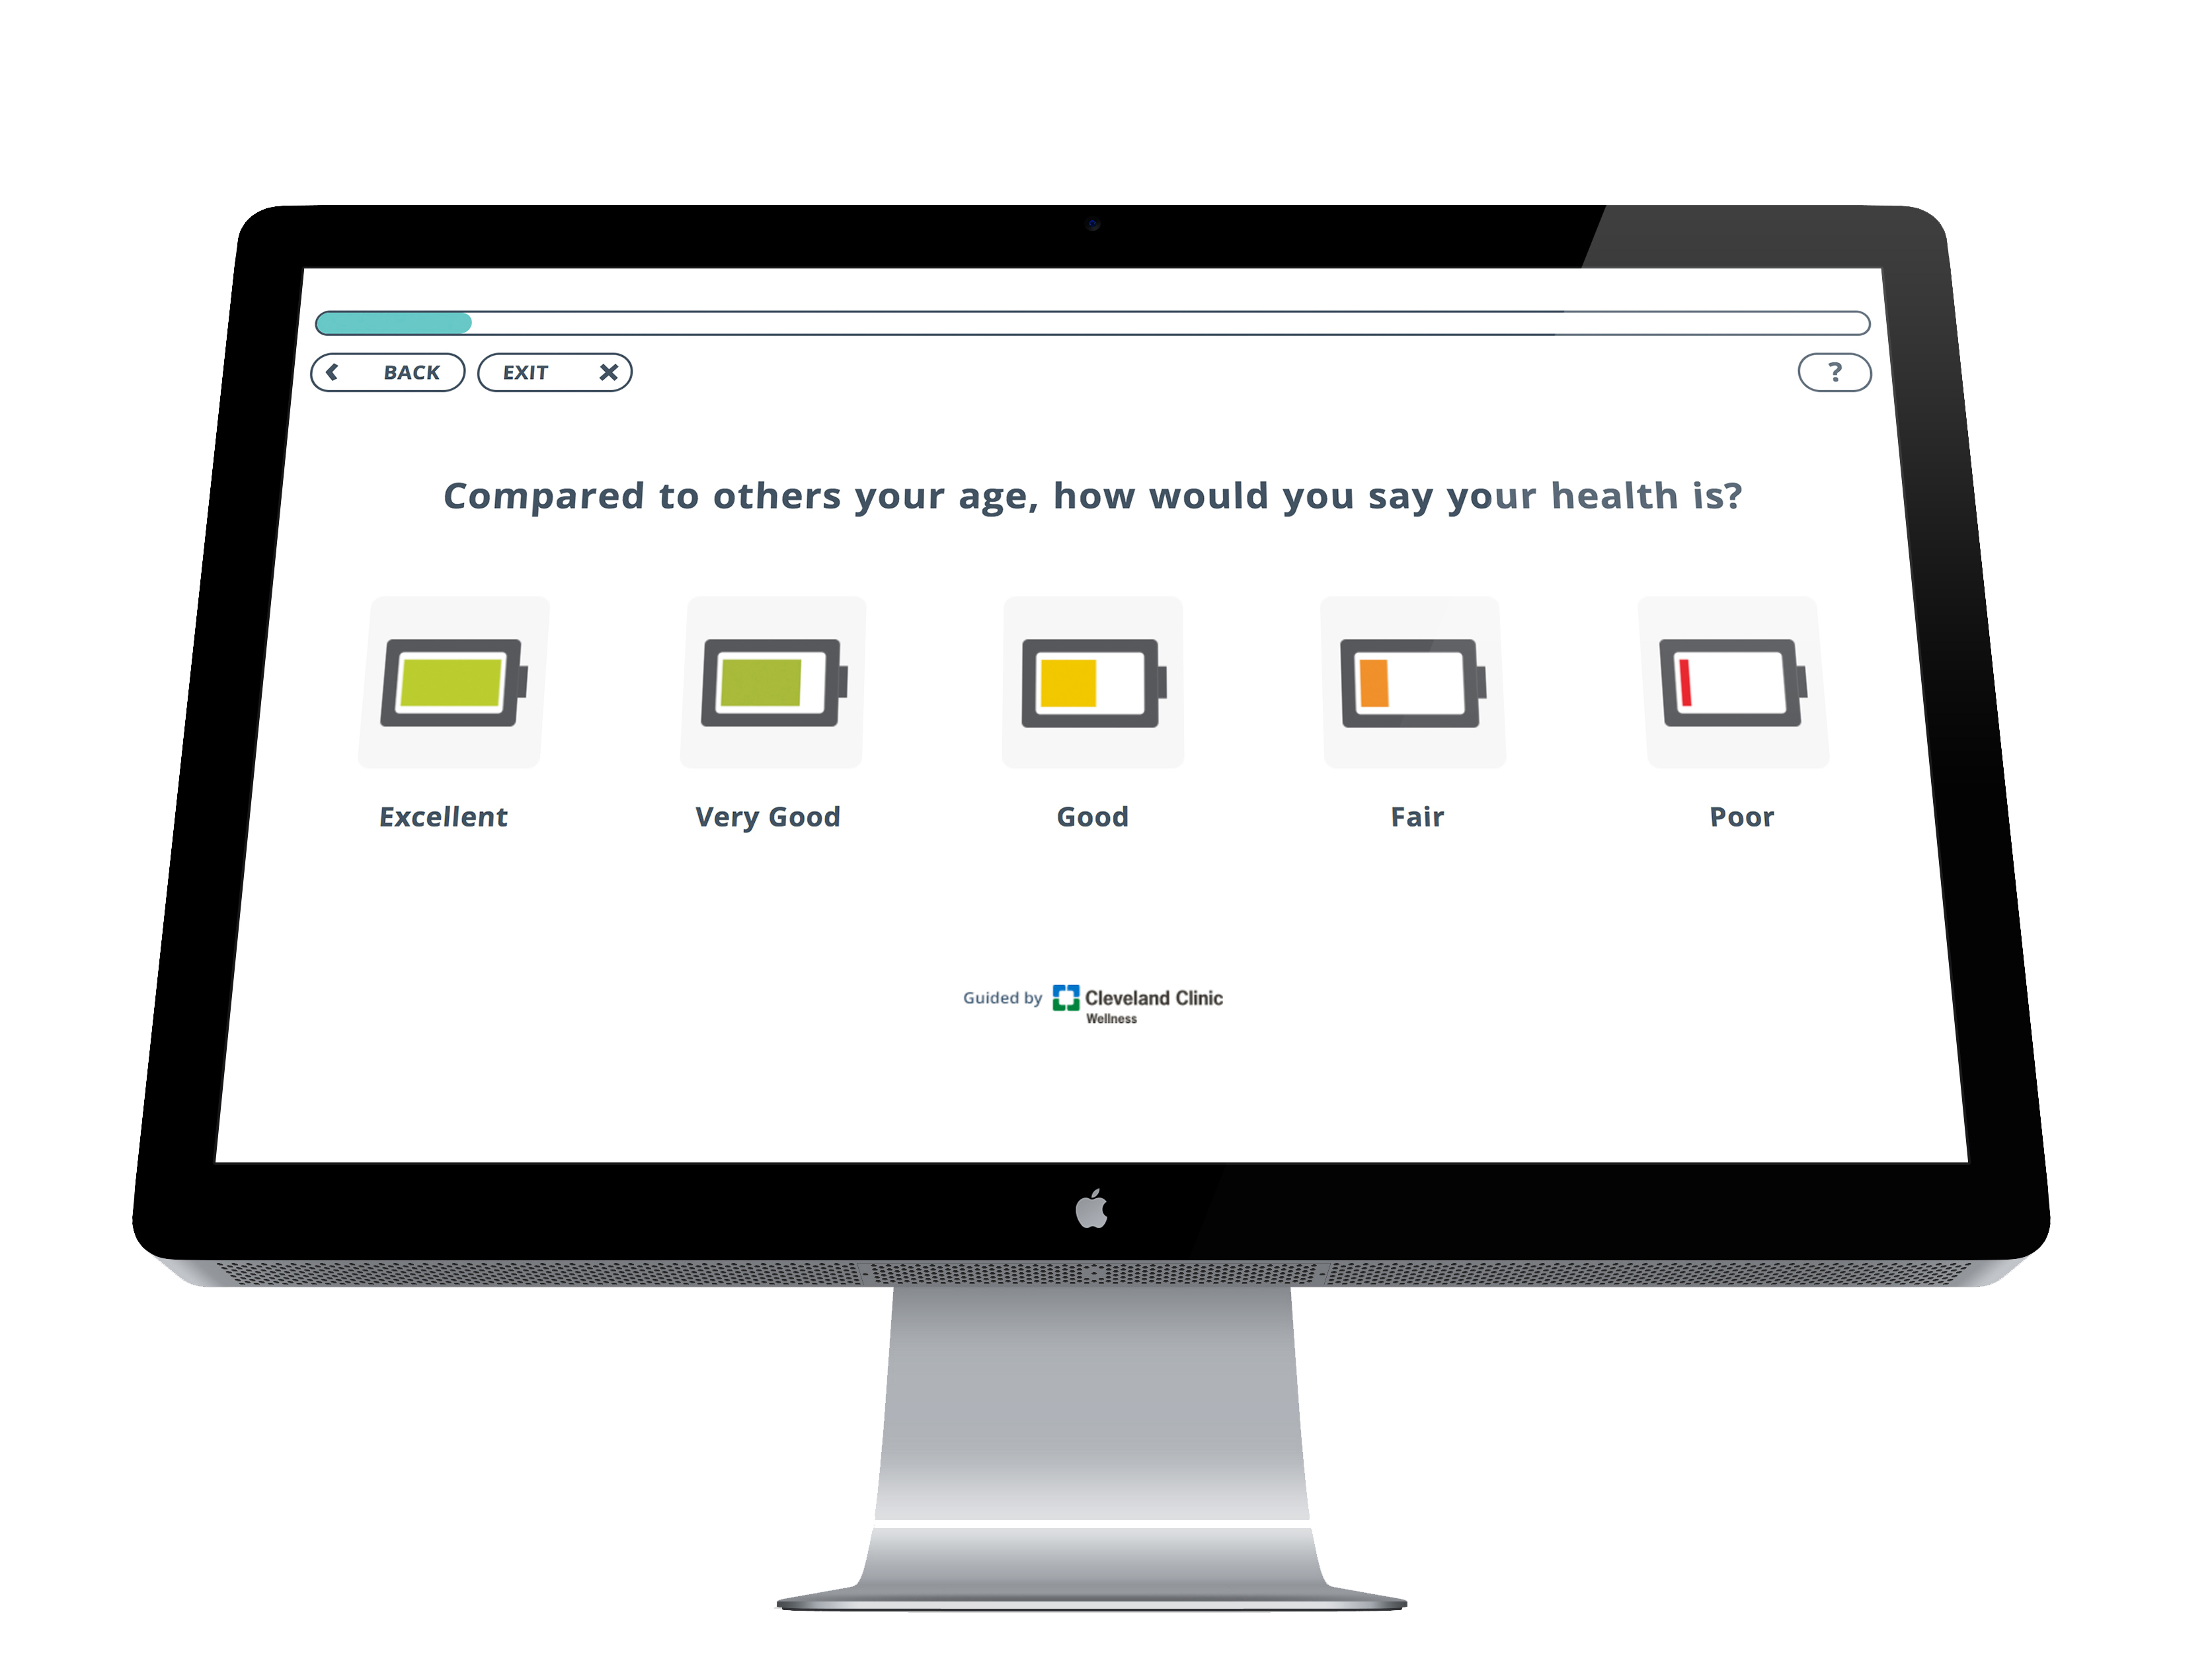 BACK EXIT ?
Compared to others your age, how would you say your health is?
Excellent Very Good Good Fair Poor
Guided by Cleveland Clinic
Wellness